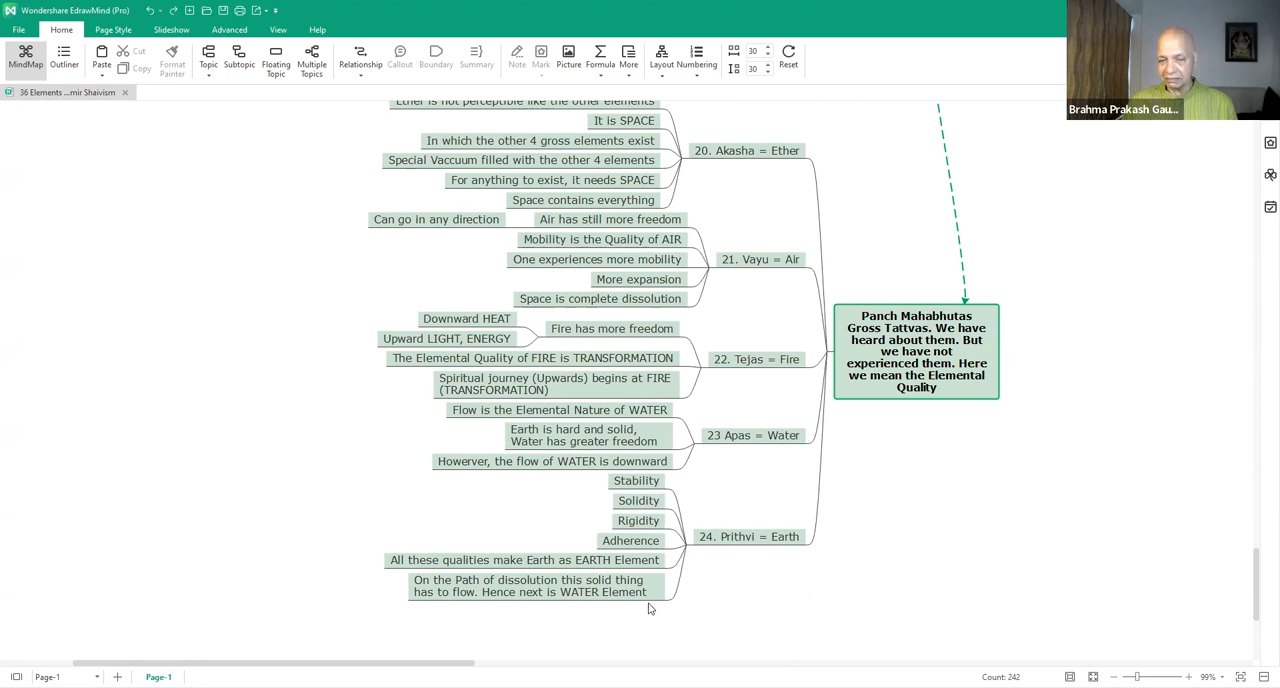 Wondershare EdrawMind (Pro)
File
Home
Page Style
Slideshow
Advanced
View
Help
MindMap
Outliner
Paste
Cut
Copy
Format
Painter
Topic
Subtopic
Floating
Topic
Multiple
Topics
Relationship
Callout
Boundary
Summary
Note
Mark
Picture
Formula
More
Layout
Numbering
30
30
Reset
Brahma Prakash Gau...
36 Elements ...mir Shaivism
Ether is not perceptible like the other elements
It is SPACE
In which the other 4 gross elements exist
Special Vaccuum filled with the other 4 elements
For anything to exist, it needs SPACE
Space contains everything
20. Akasha = Ether
Can go in any direction
Air has still more freedom
Mobility is the Quality of AIR
One experiences more mobility
More expansion
Space is complete dissolution
21. Vayu = Air
Downward HEAT
Upward LIGHT, ENERGY
Fire has more freedom
The Elemental Quality of FIRE is TRANSFORMATION
Spiritual journey (Upwards) begins at FIRE
(TRANSFORMATION)
22. Tejas = Fire
Flow is the Elemental Nature of WATER
Earth is hard and solid,
Water has greater freedom
However, the flow of WATER is downward
23 Apas = Water
Stability
Solidity
Rigidity
Adherence
All these qualities make Earth as EARTH Element
On the Path of dissolution this solid thing
has to flow. Hence next is WATER Element
24. Prithvi = Earth
Panch Mahabhutas
Gross Tattvas. We have
heard about them. But
we have not
experienced them. Here
we mean the Elemental
Quality
Page-1
Page-1
Count: 242
99%